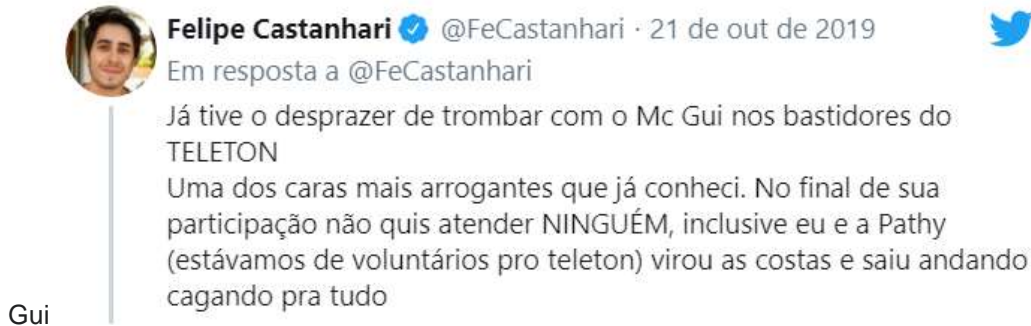 Felipe Castanhari @FeCastanhari · 21 de out de 2019
Em resposta a @FeCastanhari
Já tive o desprazer de trombar com o Mc Gui nos bastidores do
TELETON
Uma dos caras mais arrogantes que já conheci. No final de sua
participação não quis atender NINGUÉM, inclusive eu e a Pathy
(estávamos de voluntários pro teleton) virou as costas e saiu andando
cagando pra tudo
Gui